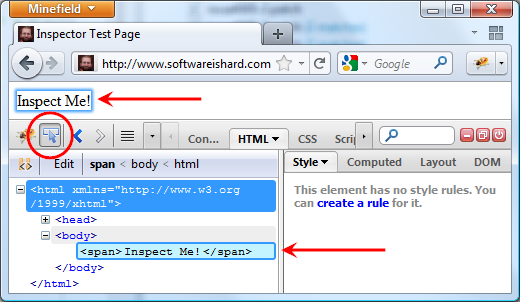 Minefield
Inspector Test Page
http://www.softwareishard.com
Google
Inspect Me!
Con... HTML CSS Scrip
Edit span < body < html
Style Computed Layout DOM
<html xmlns="http://www.w3.org
/1999/xhtml">
<head>
<body>
<span>Inspect Me!</span>
</body>
</html>
This element has no style rules. You
can create a rule for it.